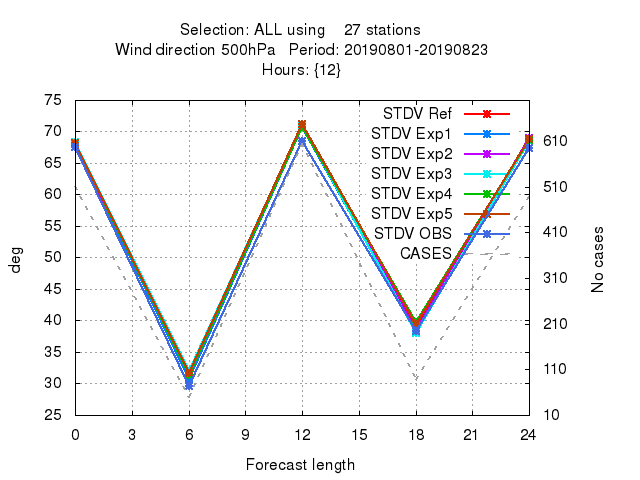 Selection: ALL using 27 stations
Wind direction 500hPa Period: 20190801-20190823
Hours: {12}
75
70
65
60
55
50
45
40
35
30
25
deg
STDV Ref
STDV Exp1
STDV Exp2
STDV Exp3
STDV Exp4
STDV Exp5
STDV OBS
CASES
610
510
410
310
210
110
10
No cases
0 3 6 9 12 15 18 21 24
Forecast length